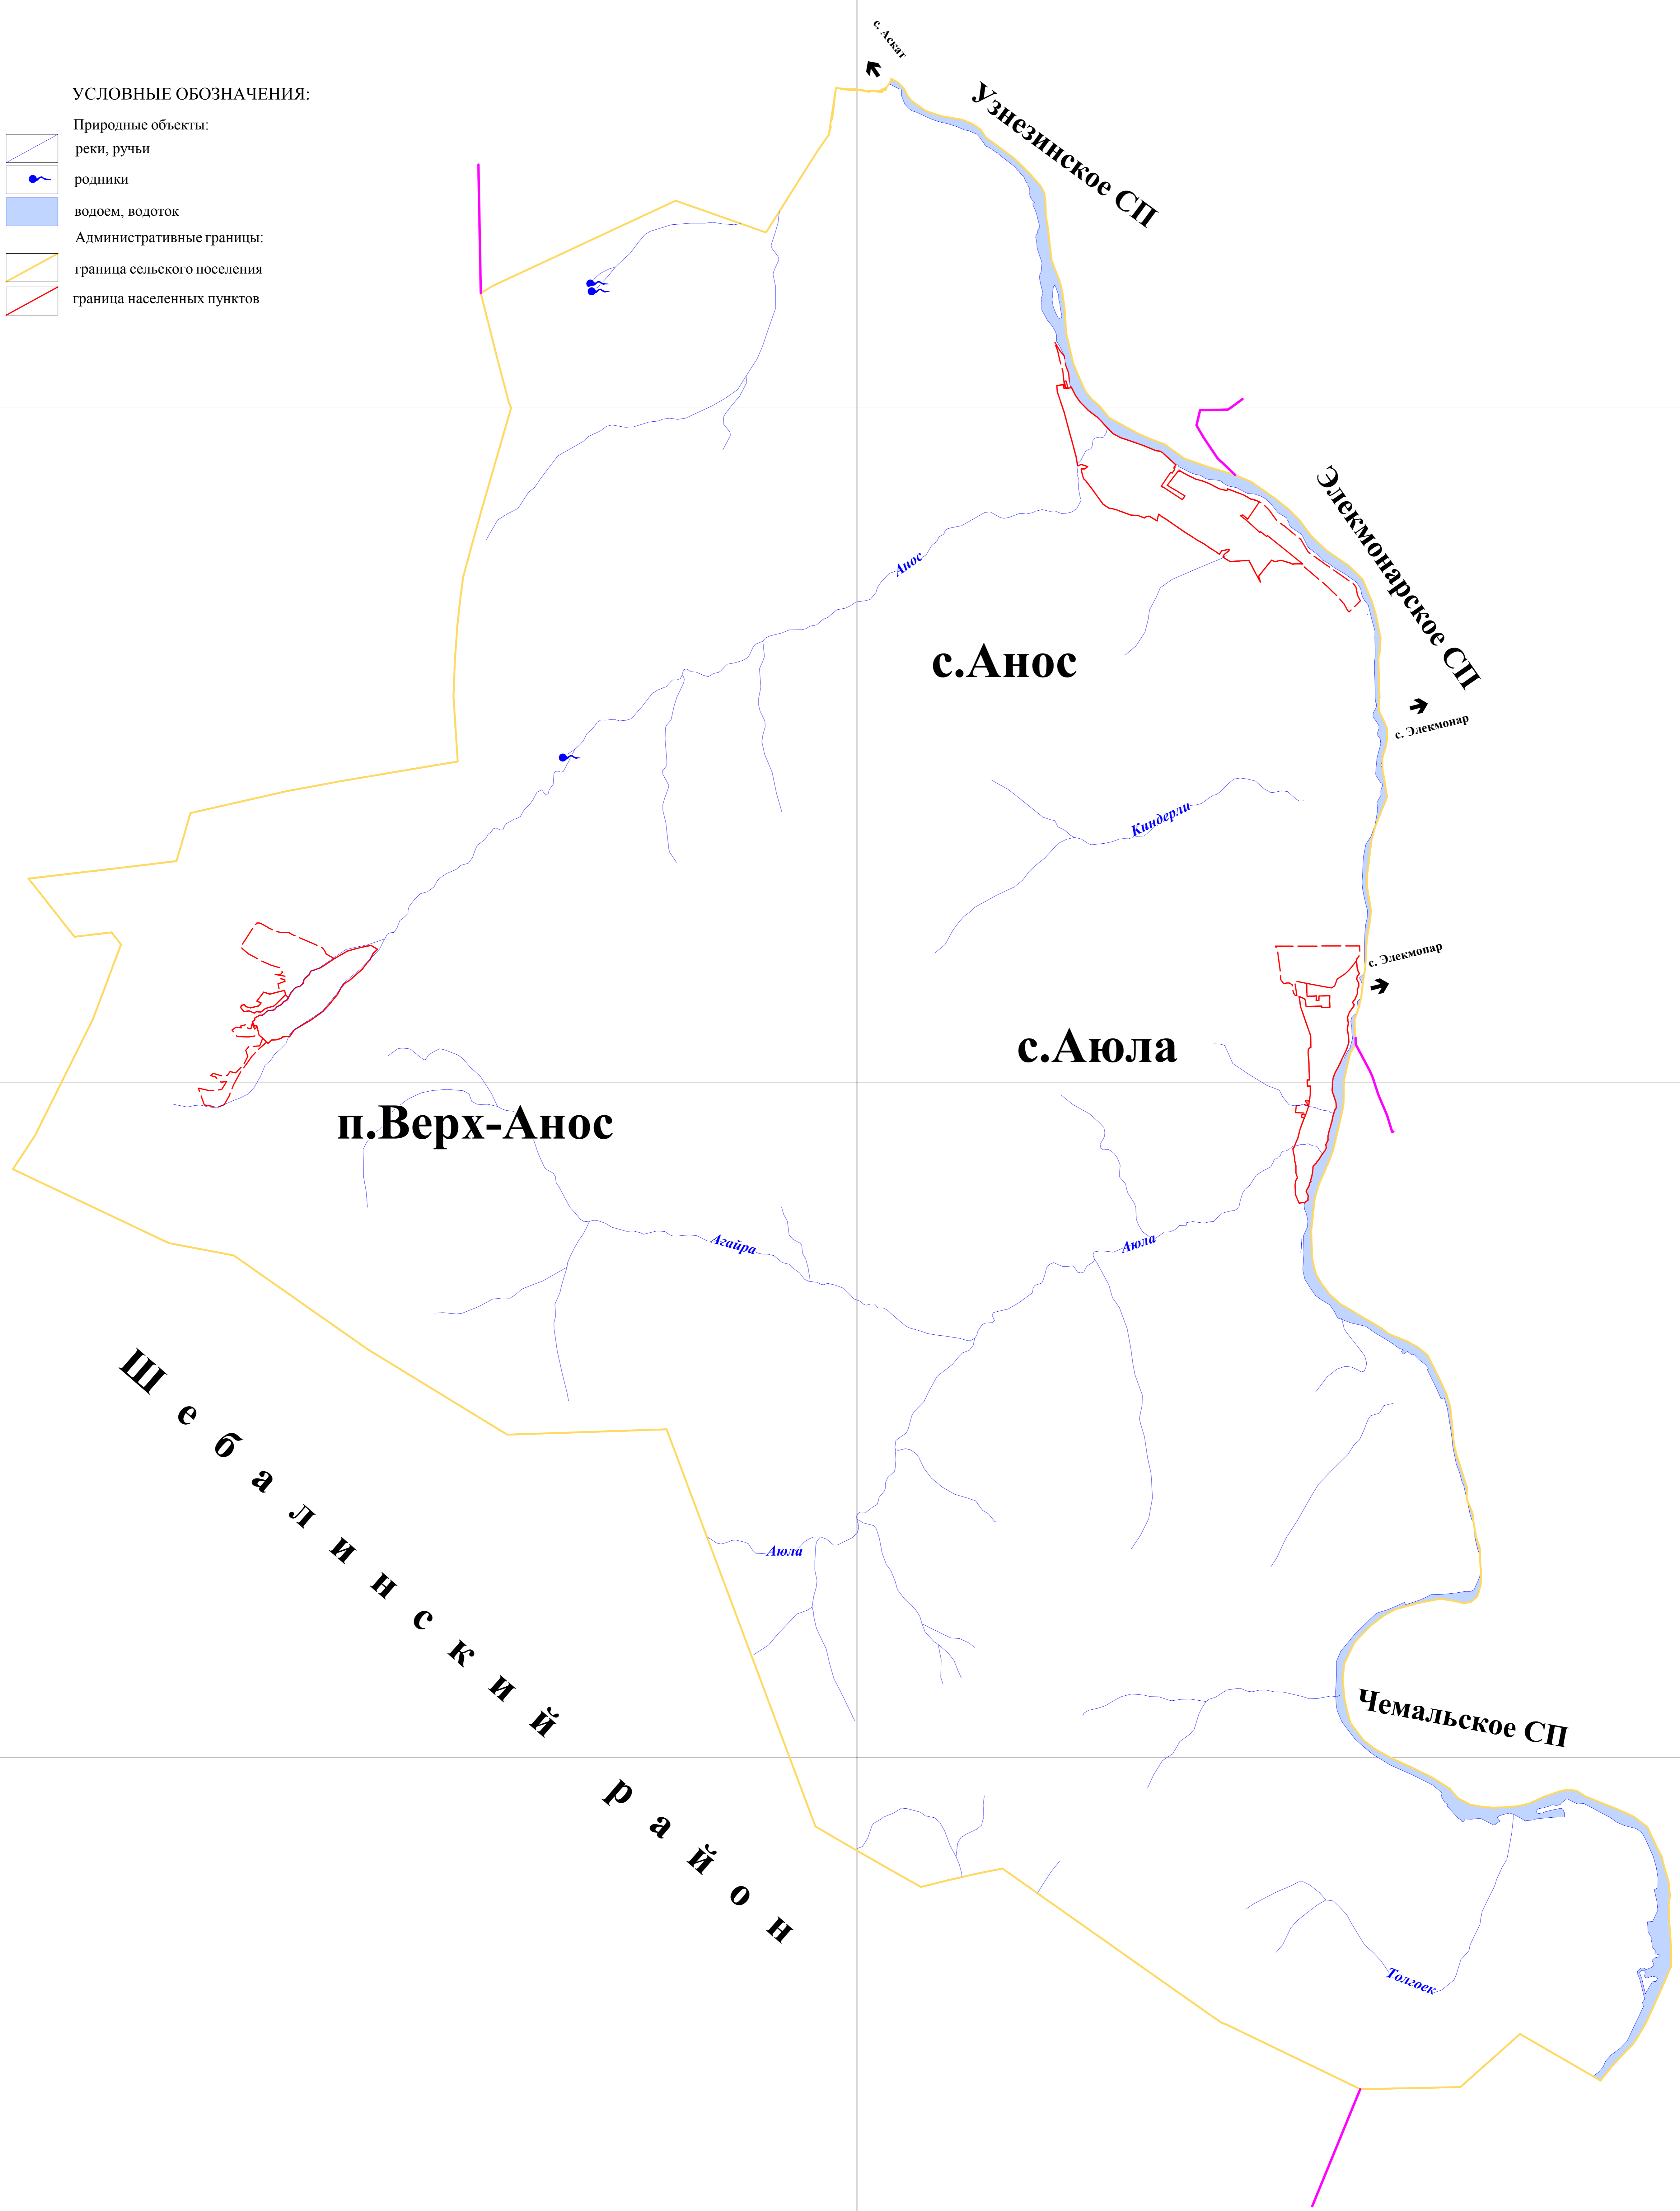 с. Аскат
УСЛОВНЫЕ ОБОЗНАЧЕНИЯ:
Природные объекты:
реки, ручьи
родники
водоем, водоток
Административные границы:
граница сельского поселения
граница населенных пунктов
Узнезинское СП
Элекмонарское СП
Анос
с.Анос
с. Элекмонар
Киндерли
с. Элекмонар
с.Аюла
п.Верх-Анос
Агайра
Аюла
Шебалинский район
Аюла
Чемальское СП
Толгоек